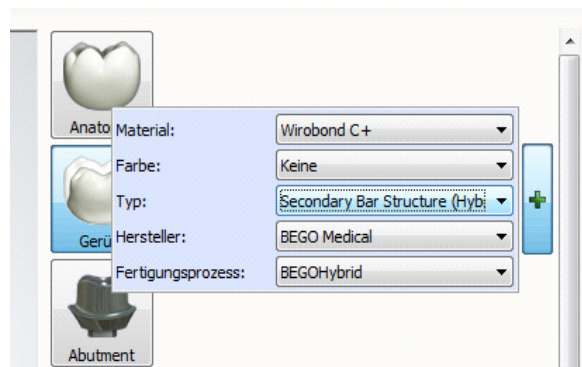 Anato
Material:
Wirobond C+
Farbe:
Keine
Typ:
Secondary Bar Structure (Hyb
Gerü
Hersteller:
BEGO Medical
Fertigungsprozess:
BEGOHybrid
Abutment